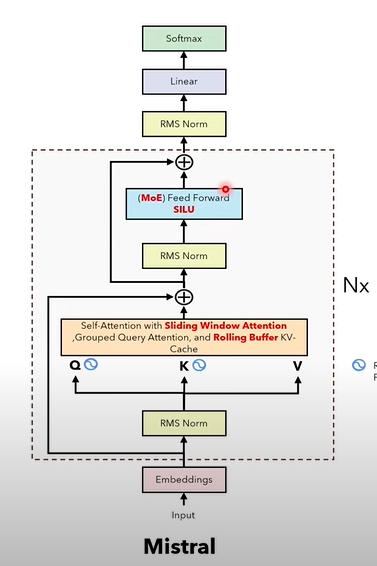 Softmax
Linear
RMS Norm
(MoE) Feed Forward
SILU
RMS Norm
Nx
Self-Attention with Sliding Window Attention
,Grouped Query Attention, and Rolling Buffer KV-
Cache
Q K V
RMS Norm
Embeddings
Input
Mistral